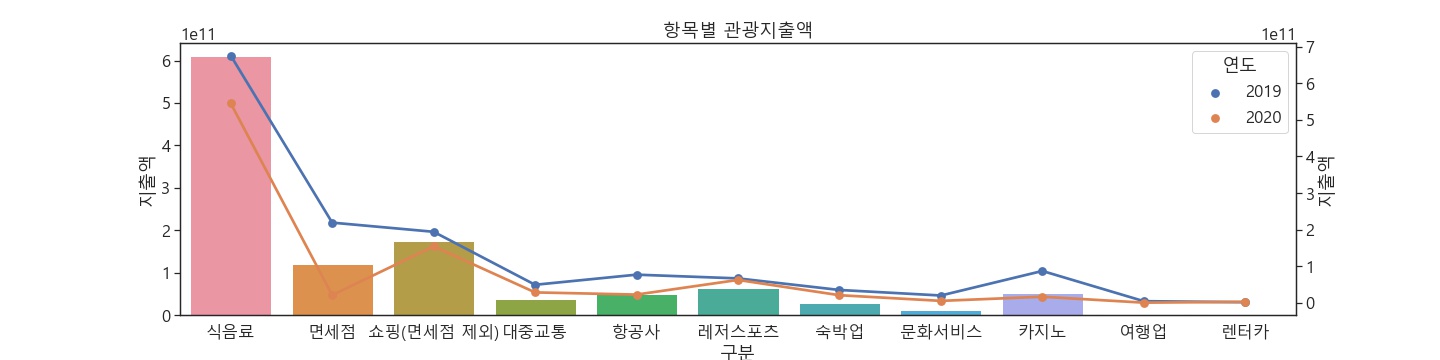 항목별 관광지출액
1e11
1e11
연도
2019
2020
지출액
6
5
4
3
2
1
0
7
6
5
4
3
2
1
0
지출액
식음료 면세점 쇼핑(면세점 제외) 대중교통 항공사 레저스포츠 숙박업 문화서비스 카지노 여행업 렌터카
구분